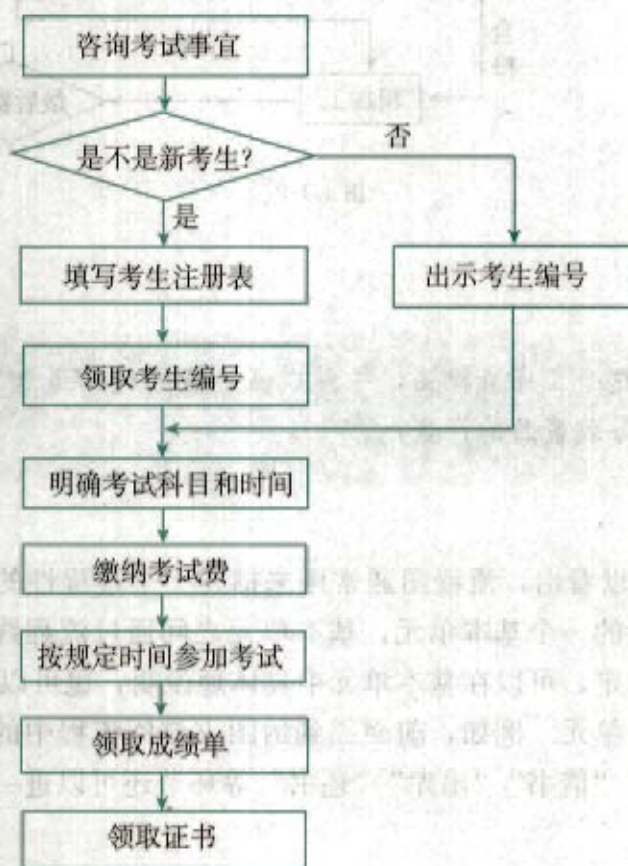 咨询考试事宜
是不是新考生?
否
是
填写考生注册表
出示考生编号
领取考生编号
明确考试科目和时间
缴纳考试费
按规定时间参加考试
领取成绩单
领取证书